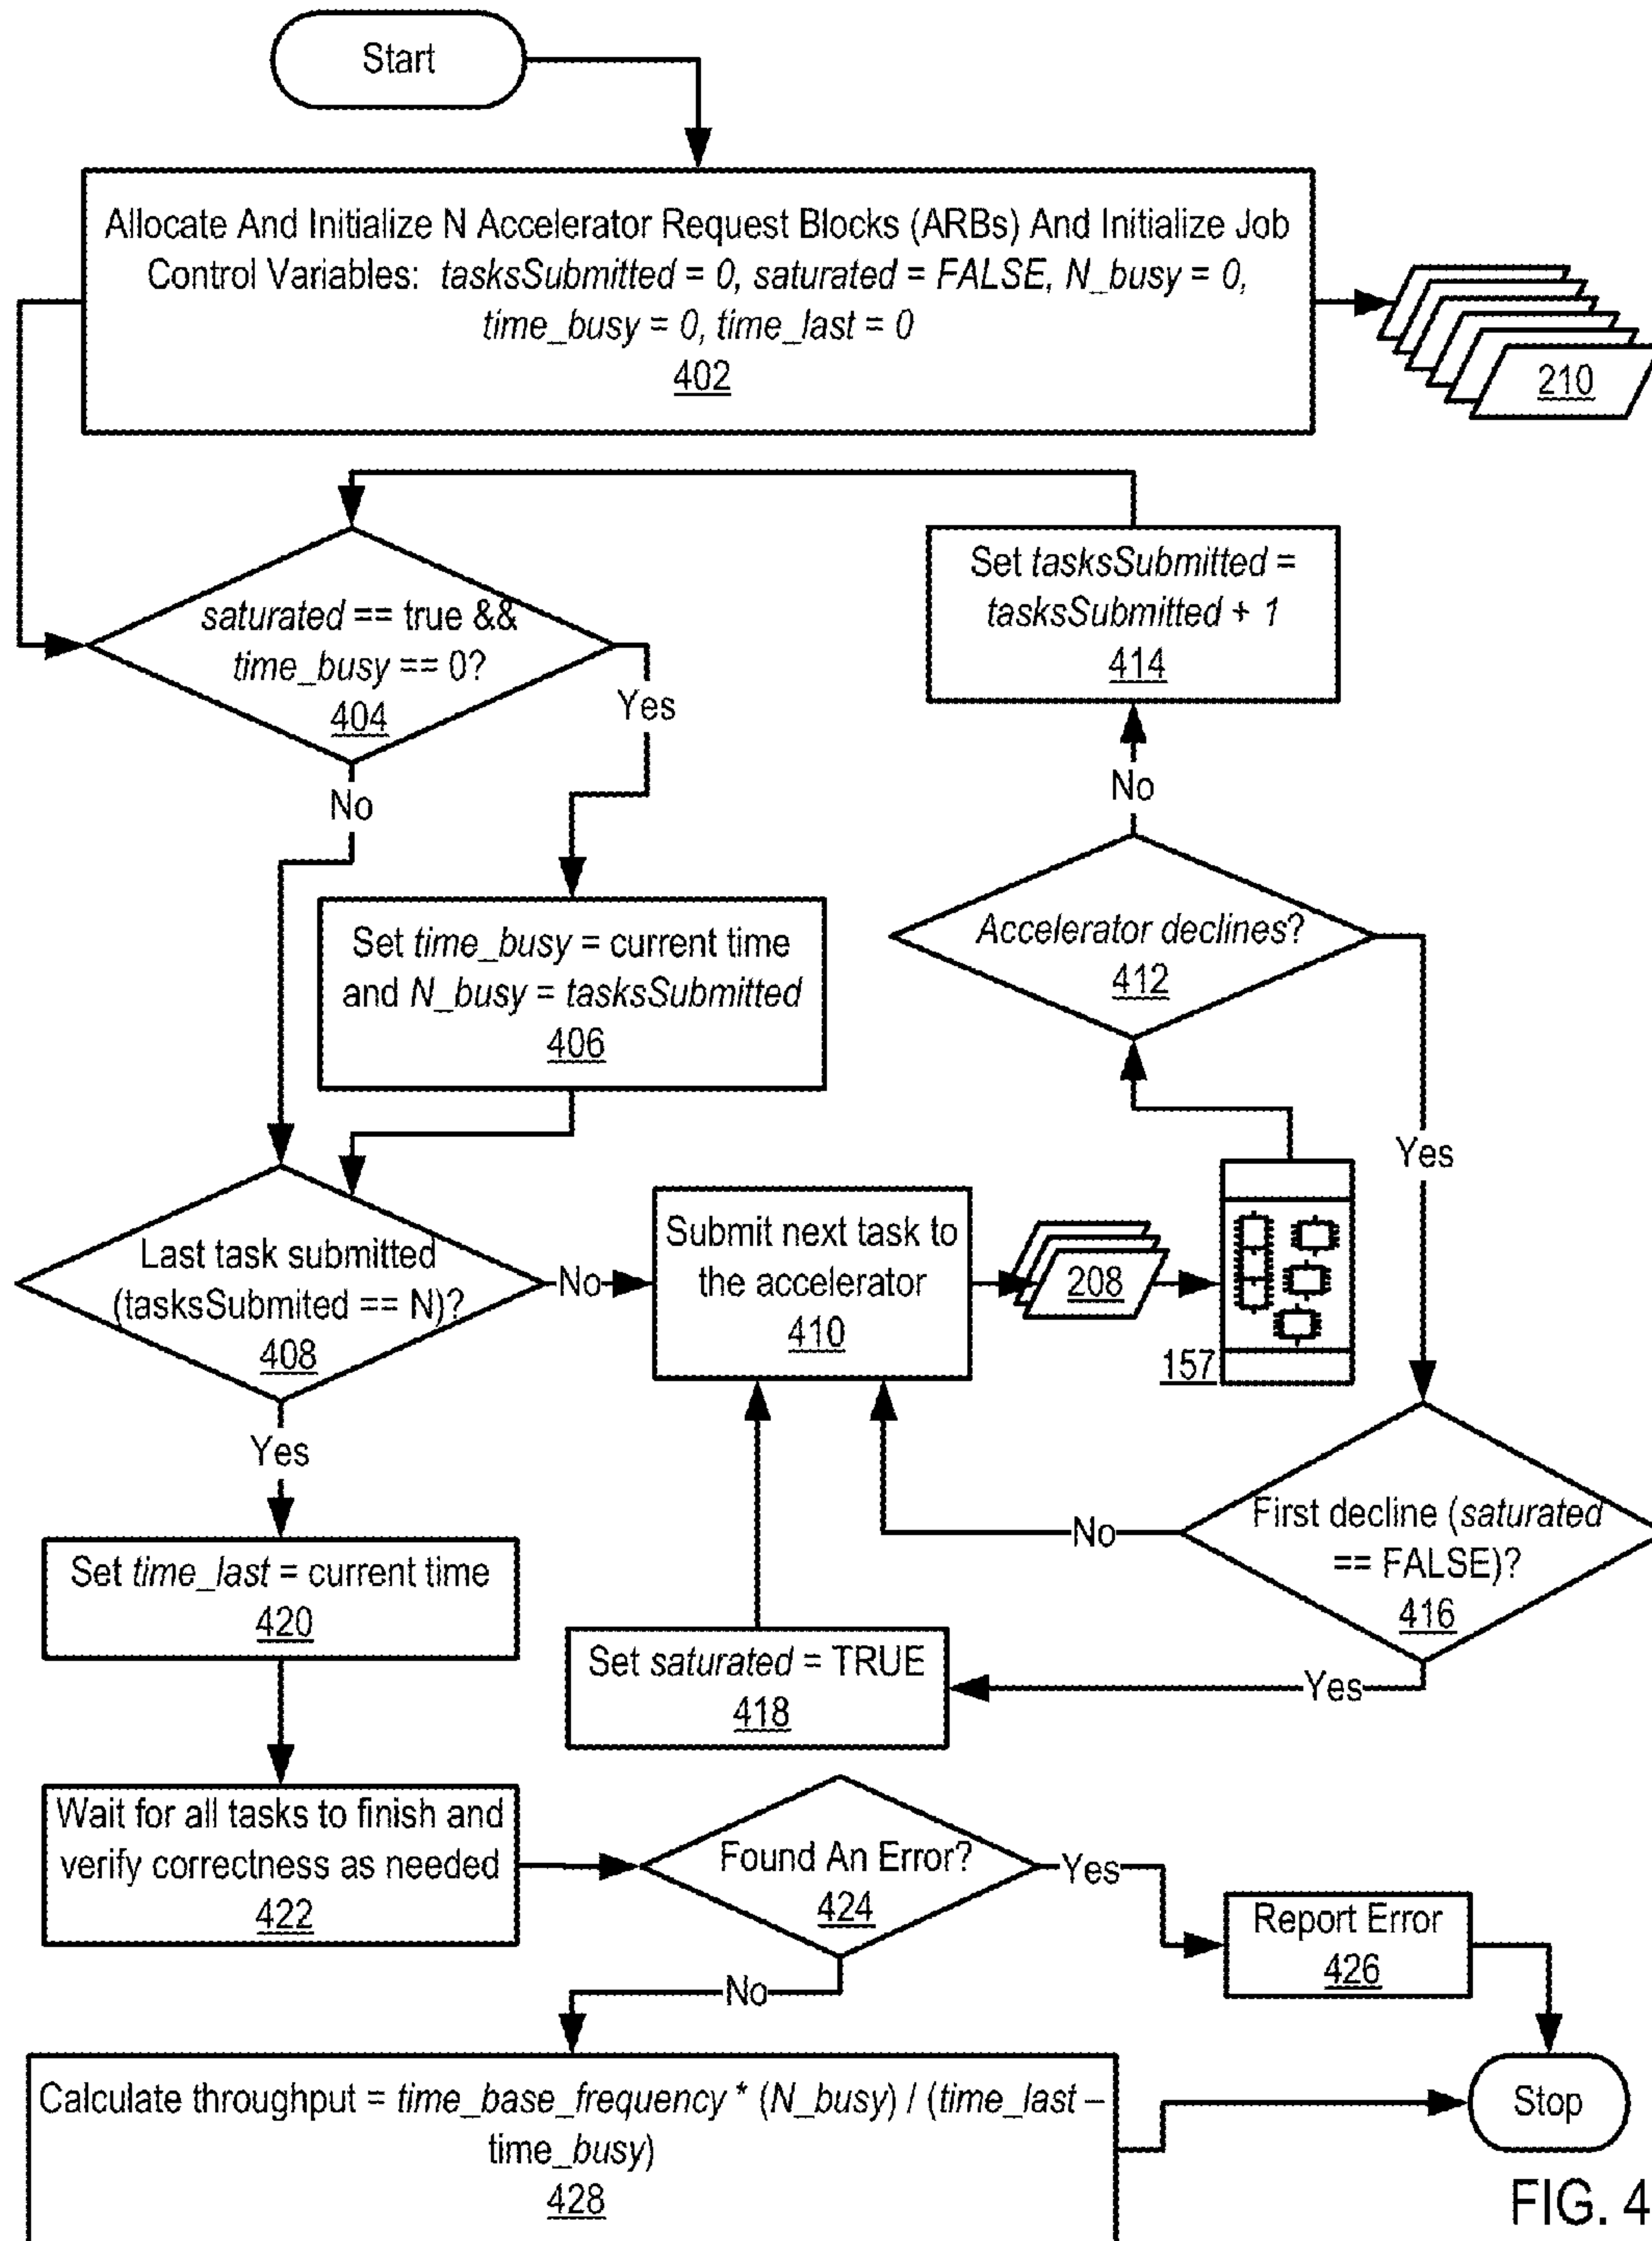 Start
Allocate And Initialize N Accelerator Request Blocks (ARBs) And Initialize Job
Control Variables: tasksSubmitted = 0, saturated = FALSE, N_busy = 0,
time_busy = 0, time_last = 0
402
210
saturated == true &&
time_busy == 0?
404
Yes
No
Set time_busy = current time
and N_busy = tasksSubmitted
406
Set tasksSubmitted =
tasksSubmitted + 1
414
No
Accelerator declines?
412
Yes
Last task submitted
(tasksSubmited == N)?
408
No
Submit next task to
the accelerator
410
208
157
Yes
First decline (saturated
== FALSE)?
416
No
Yes
Set saturated = TRUE
418
Set time_last = current time
420
Wait for all tasks to finish and
verify correctness as needed
422
Found An Error?
424
Yes
Report Error
426
No
Calculate throughput = time_base_frequency * (N_busy) / (time_last –
time_busy)
428
Stop
FIG. 4